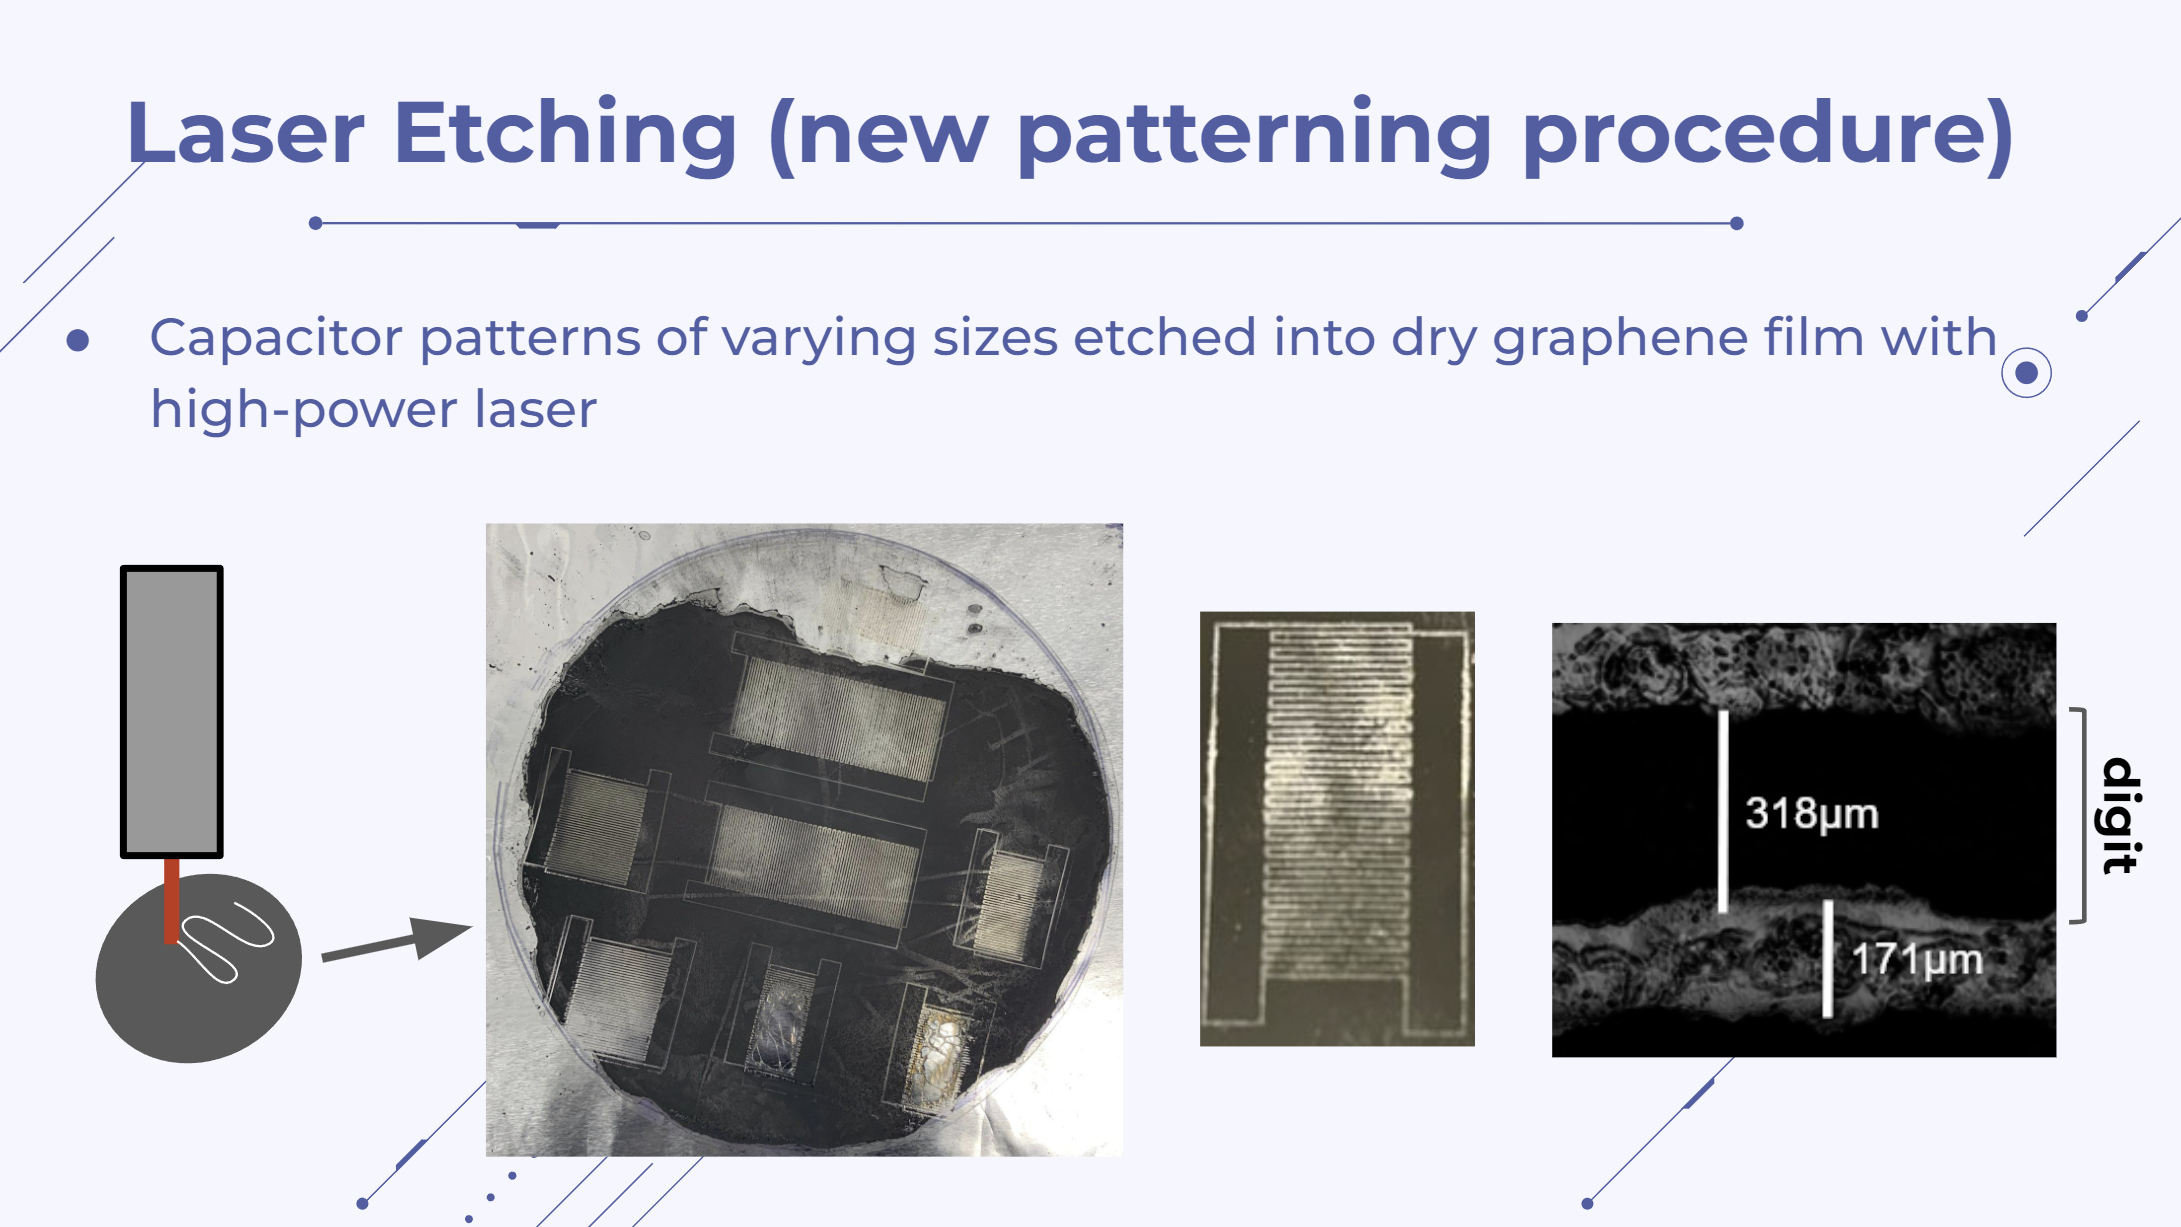 Laser Etching (new patterning procedure)
• Capacitor patterns of varying sizes etched into dry graphene film with
high-power laser
318µm
171µm
digit